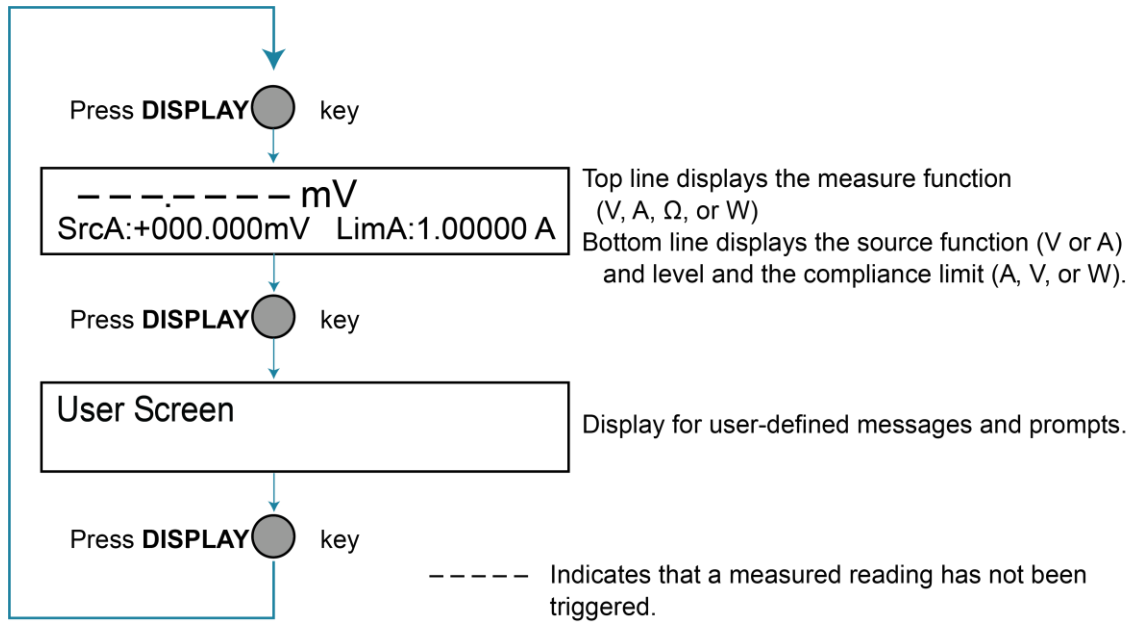 Press DISPLAY key
– – –.– – – – mV
SrcA:+000.000mV LimA:1.00000 A
Top line displays the measure function
(V, A, Ω, or W)
Bottom line displays the source function (V or A)
and level and the compliance limit (A, V, or W).
Press DISPLAY key
User Screen
Display for user-defined messages and prompts.
Press DISPLAY key
– – – – – Indicates that a measured reading has not been
triggered.